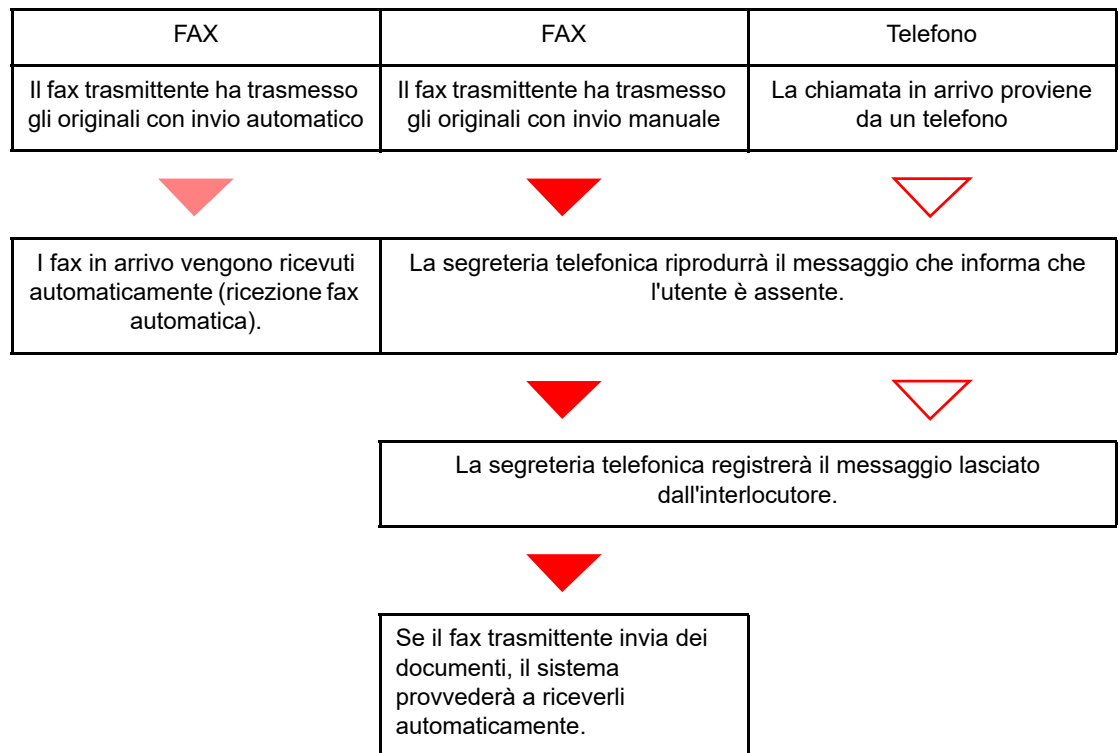 FAX
FAX
Telefono
Il fax trasmittente ha trasmesso
gli originali con invio automatico
Il fax trasmittente ha trasmesso
gli originali con invio manuale
La chiamata in arrivo proviene
da un telefono
I fax in arrivo vengono ricevuti
automaticamente (ricezione fax
automatica).
La segreteria telefonica riprodurrà il messaggio che informa che
l'utente è assente.
La segreteria telefonica registrerà il messaggio lasciato
dall'interlocutore.
Se il fax trasmittente invia dei
documenti, il sistema
provvederà a riceverli
automaticamente.